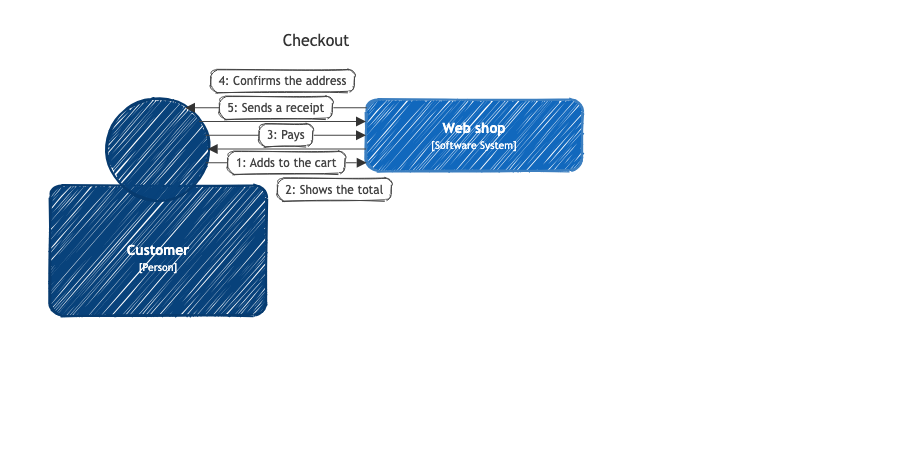 Checkout
4: Confirms the address
5: Sends a receipt
3: Pays
1: Adds to the cart
2: Shows the total
Web shop
[Software System]
Customer
[Person]